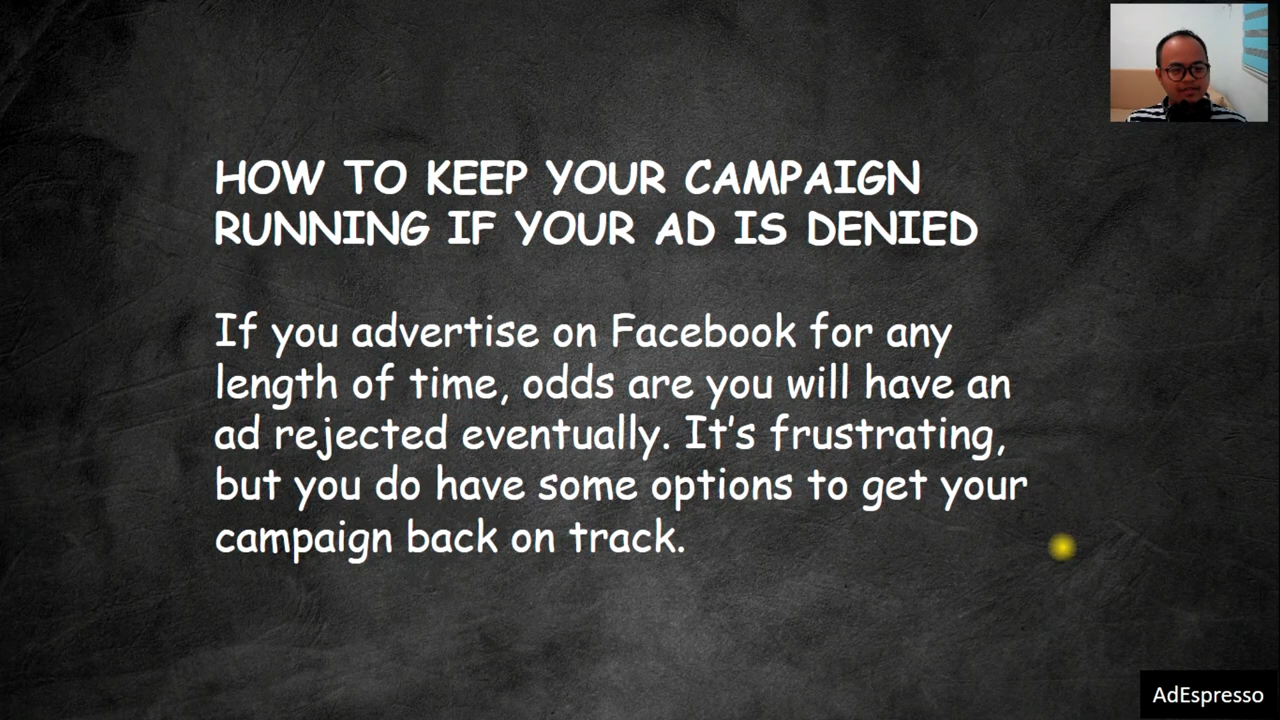 HOW TO KEEP YOUR CAMPAIGN
RUNNING IF YOUR AD IS DENIED
If you advertise on Facebook for any
length of time, odds are you will have an
ad rejected eventually. It's frustrating,
but you do have some options to get your
campaign back on track.
AdEspresso